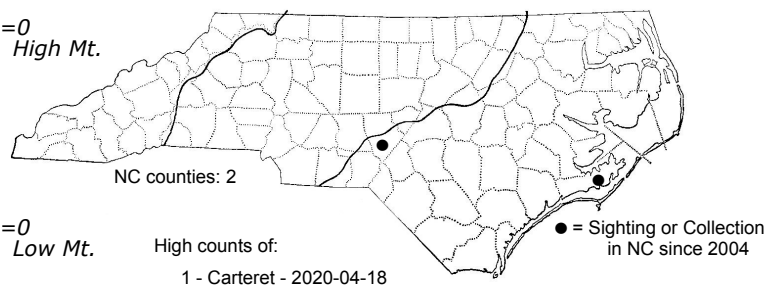 =0
High Mt.
NC counties: 2
=0
Low Mt.
High counts of:
1 - Carteret - 2020-04-18
● = Sighting or Collection
in NC since 2004